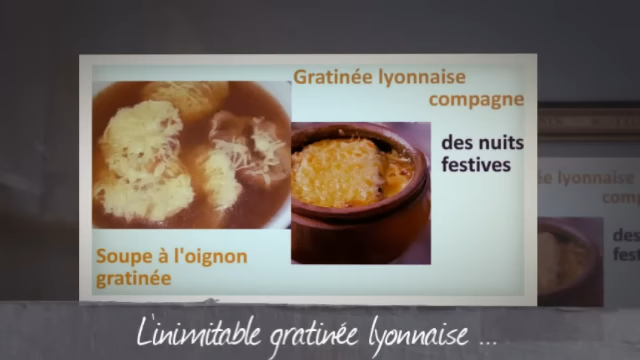 Gratinée lyonnaise
compagne
des nuits
festives
Soupe à l'oignon
gratinée
L'inimitable gratinée lyonnaise ...